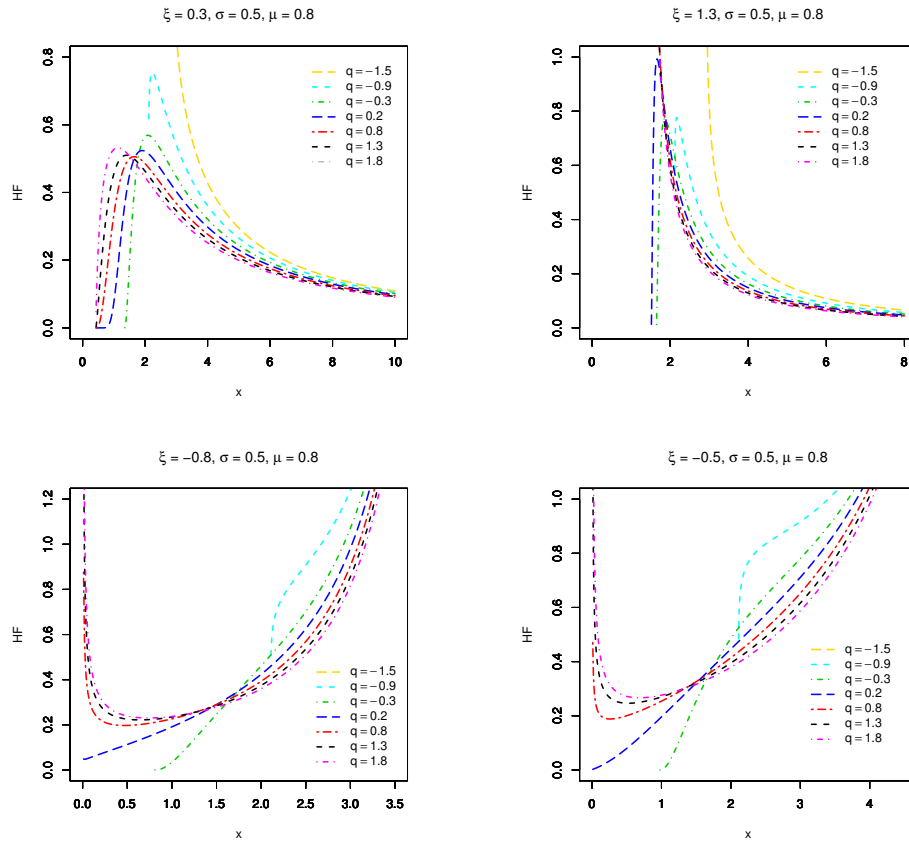 ξ = 0.3, σ = 0.5, μ = 0.8
HF
0.0
0.2
0.4
0.6
0.8
0 2 4 6 8 10
x
q = −1.5
q = −0.9
q = −0.3
q = 0.2
q = 0.8
q = 1.3
q = 1.8
ξ = 1.3, σ = 0.5, μ = 0.8
HF
0.0
0.2
0.4
0.6
0.8
1.0
0 2 4 6 8
x
q = −1.5
q = −0.9
q = −0.3
q = 0.2
q = 0.8
q = 1.3
q = 1.8
ξ = −0.8, σ = 0.5, μ = 0.8
HF
0.0
0.2
0.4
0.6
0.8
1.0
1.2
0.0 0.5 1.0 1.5 2.0 2.5 3.0 3.5
x
q = −1.5
q = −0.9
q = −0.3
q = 0.2
q = 0.8
q = 1.3
q = 1.8
ξ = −0.5, σ = 0.5, μ = 0.8
HF
0.0
0.2
0.4
0.6
0.8
1.0
0 1 2 3 4
x
q = −1.5
q = −0.9
q = −0.3
q = 0.2
q = 0.8
q = 1.3
q = 1.8